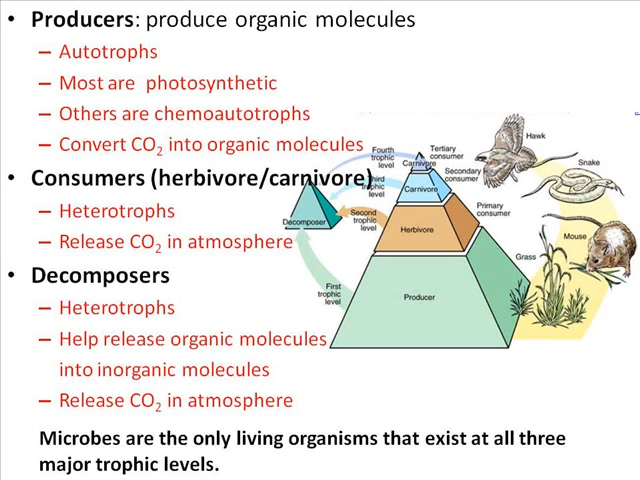 • Producers: produce organic molecules
– Autotrophs
– Most are photosynthetic
– Others are chemoautotrophs
– Convert CO2 into organic molecules
• Consumers (herbivore/carnivore)
– Heterotrophs
– Release CO2 in atmosphere
• Decomposers
– Heterotrophs
– Help release organic molecules
into inorganic molecules
– Release CO2 in atmosphere
Microbes are the only living organisms that exist at all three
major trophic levels.
Fourth
trophic
level
Carnivore
Tertiary
consumer
Hawk
Third
trophic
level
Carnivore
Secondary
consumer
Snake
Decomposer
Second
trophic
level
Herbivore
Primary
consumer
Mouse
First
trophic
level
Producer
Grass